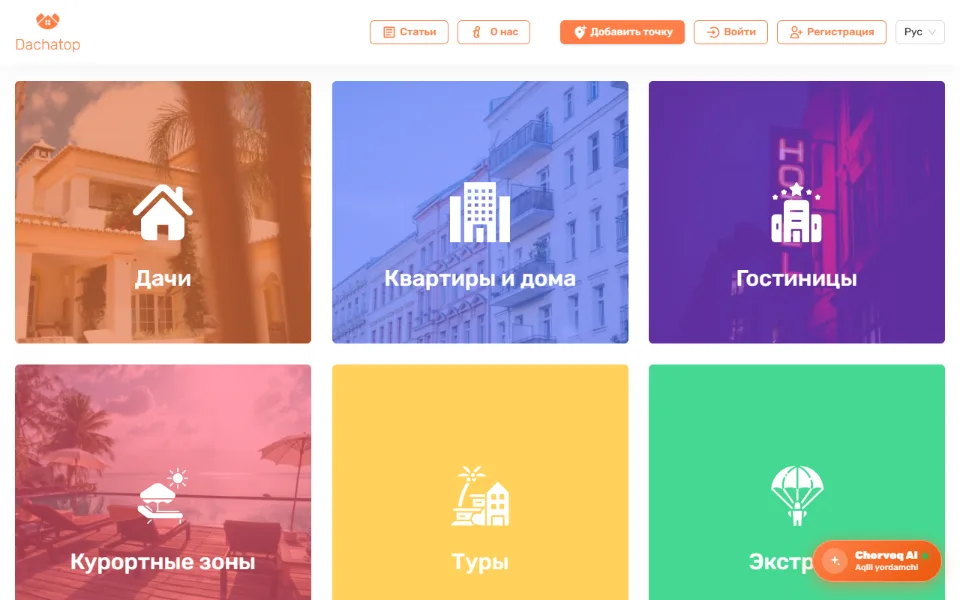 Dachatop
Статьи
О нас
Добавить точку
Войти
Регистрация
Рус
HO
Дачи
Квартиры и дома
Гостиницы
Курортные зоны
Туры
Экстр
Chorvoq AI
Aqlli yordamchi